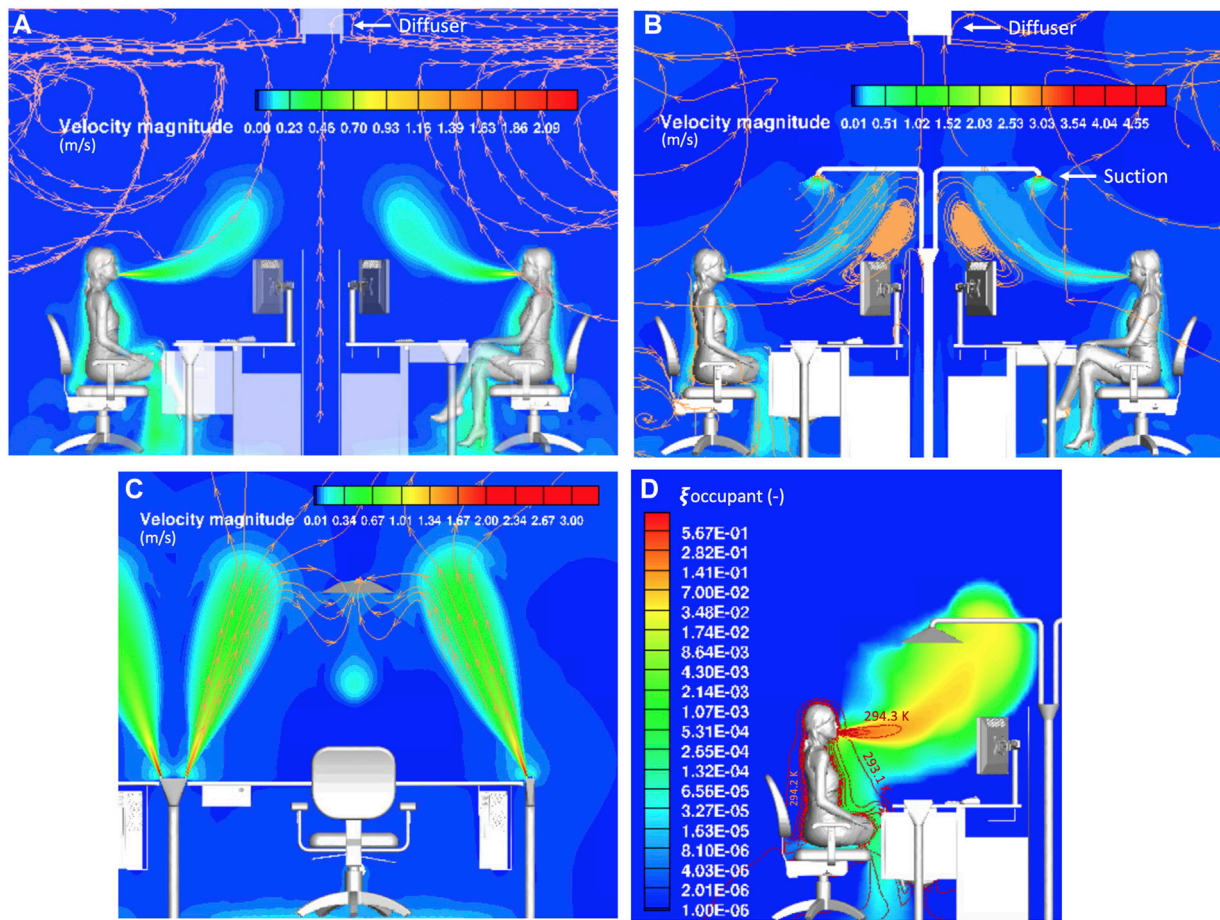 A
Diffuser
Velocity magnitude 0.00 0.23 0.46 0.70 0.93 1.16 1.39 1.63 1.86 2.09
(m/s)
B
Diffuser
Velocity magnitude 0.01 0.51 1.02 1.52 2.03 2.53 3.03 3.54 4.04 4.55
(m/s)
Suction
C
Velocity magnitude 0.01 0.34 0.67 1.01 1.34 1.67 2.00 2.34 2.67 3.00
(m/s)
D
ξoccupant (-)
5.67E-01
2.82E-01
1.41E-01
7.00E-02
3.48E-02
1.74E-02
8.64E-03
4.30E-03
2.14E-03
1.07E-03
5.31E-04
2.65E-04
1.32E-04
6.56E-05
3.27E-05
1.63E-05
8.10E-06
4.03E-06
2.01E-06
1.00E-06
294.3 K
293.1 K
294.2 K